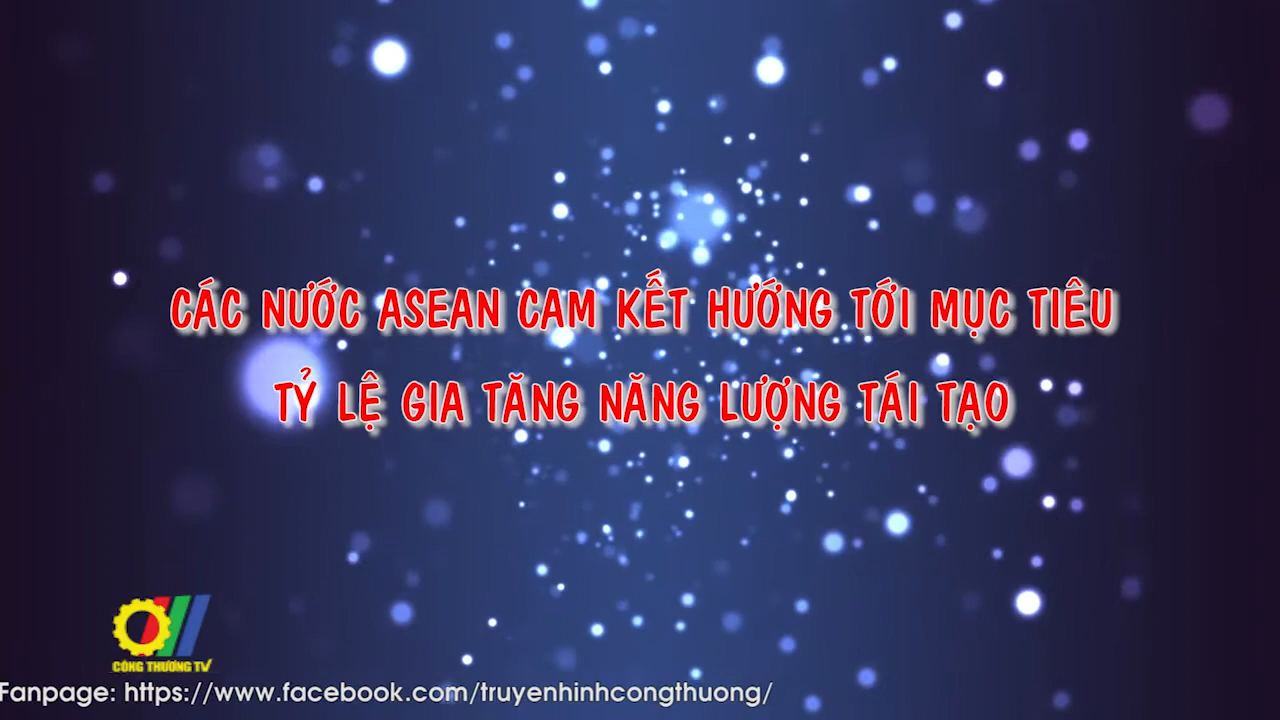 CÁC NƯỚC ASEAN CAM KẾT HƯỚNG TỚI MỤC TIÊU
TỶ LỆ GIA TĂNG NĂNG LƯỢNG TÁI TẠO
CÔNG THƯƠNG TV
Fanpage: https://www.facebook.com/truyenhinhcongthuong/